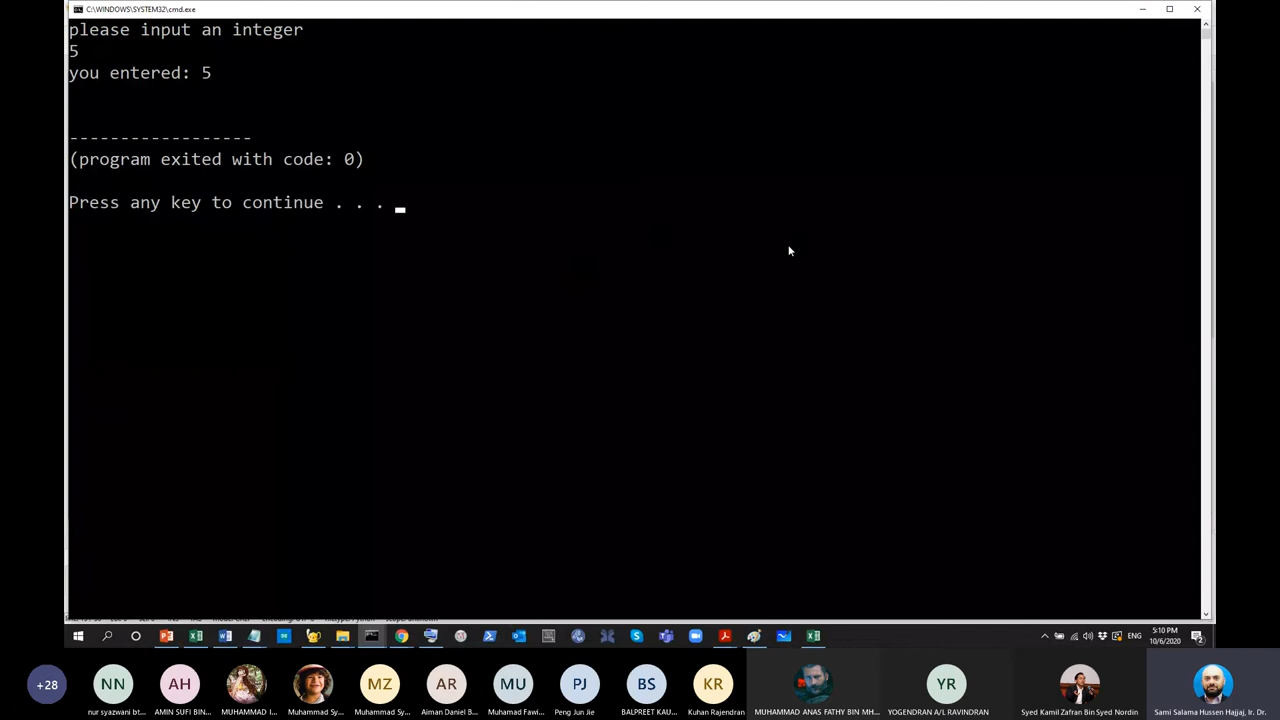 C:\WINDOWS\SYSTEM32\cmd.exe
please input an integer
5
you entered: 5
------------------
(program exited with code: 0)
Press any key to continue . . .
ENG
5:10 PM
10/6/2020
+28
NN
AH
MZ
AR
MU
PJ
BS
KR
YR
nur syazwani bt...
AMIN SUFI BIN...
MUHAMMAD I...
Muhammad Sy...
Muhammad Sy...
Aiman Daniel B...
Muhamad Fawi...
Peng Jun Jie
BALPREET KAU...
Kuhan Rajendran
MUHAMMAD ANAS FATHY BIN MH...
YOGENDRAN A/L RAVINDRAN
Syed Kamil Zafran Bin Syed Nordin
Sami Salama Hussen Hajjaj, Ir. Dr.